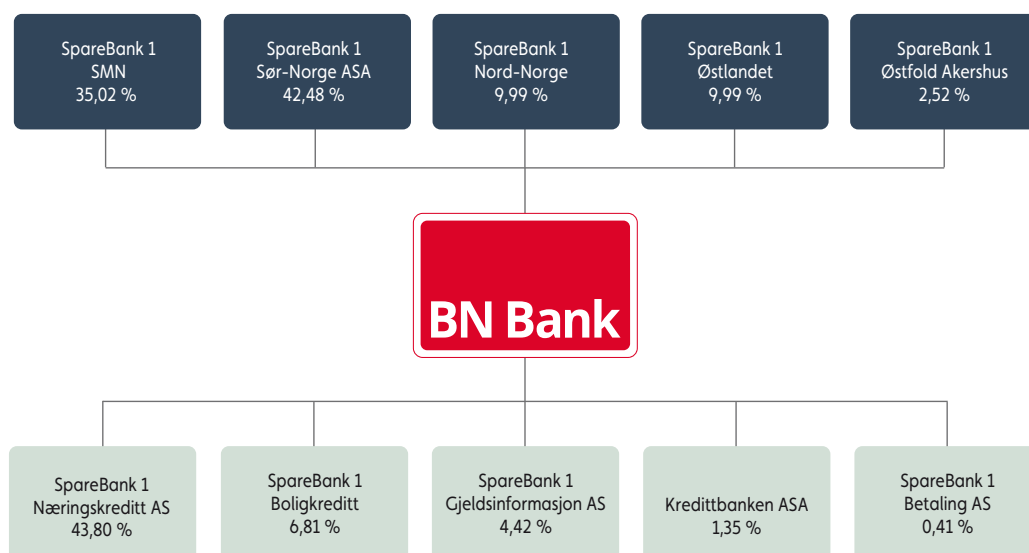 SpareBank 1
SMN
35,02 %
SpareBank 1
Sør-Norge ASA
42,48 %
SpareBank 1
Nord-Norge
9,99 %
SpareBank 1
Østlandet
9,99 %
SpareBank 1
Østfold Akershus
2,52 %
BN Bank
SpareBank 1
Næringskreditt AS
43,80 %
SpareBank 1
Boligkreditt
6,81 %
SpareBank 1
Gjeldsinformasjon AS
4,42 %
Kredittbanken ASA
1,35 %
SpareBank 1
Betaling AS
0,41 %